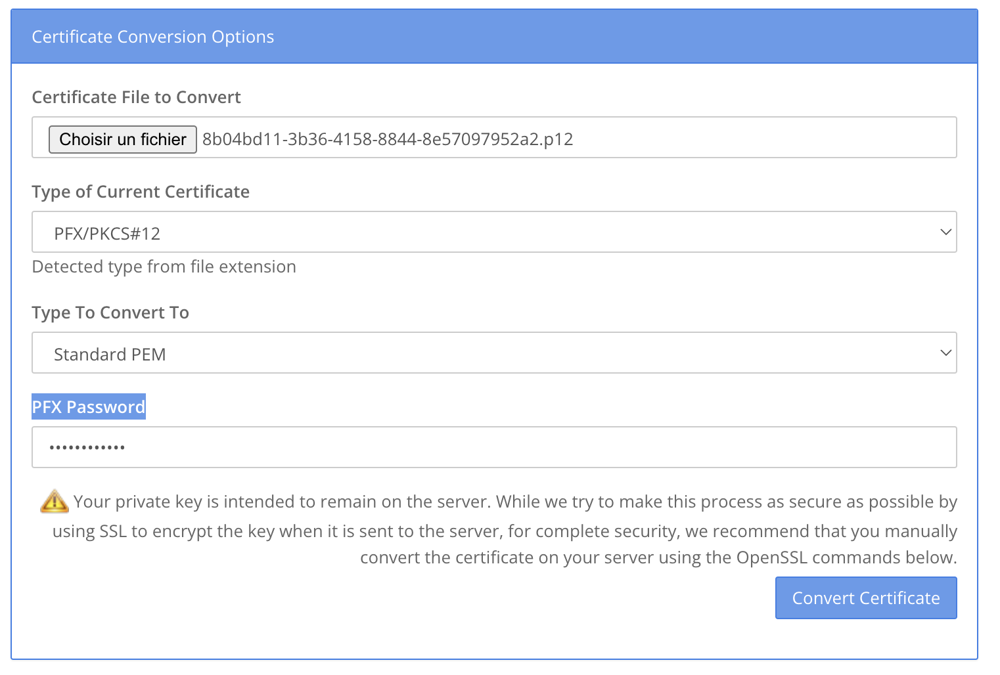 Certificate Conversion Options
Certificate File to Convert
Choisir un fichier 8b04bd11-3b36-4158-8844-8e57097952a2.p12
Type of Current Certificate
PFX/PKCS#12
Detected type from file extension
Type To Convert To
Standard PEM
PFX Password
••••••••••••
Your private key is intended to remain on the server. While we try to make this process as secure as possible by
using SSL to encrypt the key when it is sent to the server, for complete security, we recommend that you manually
convert the certificate on your server using the OpenSSL commands below.
Convert Certificate